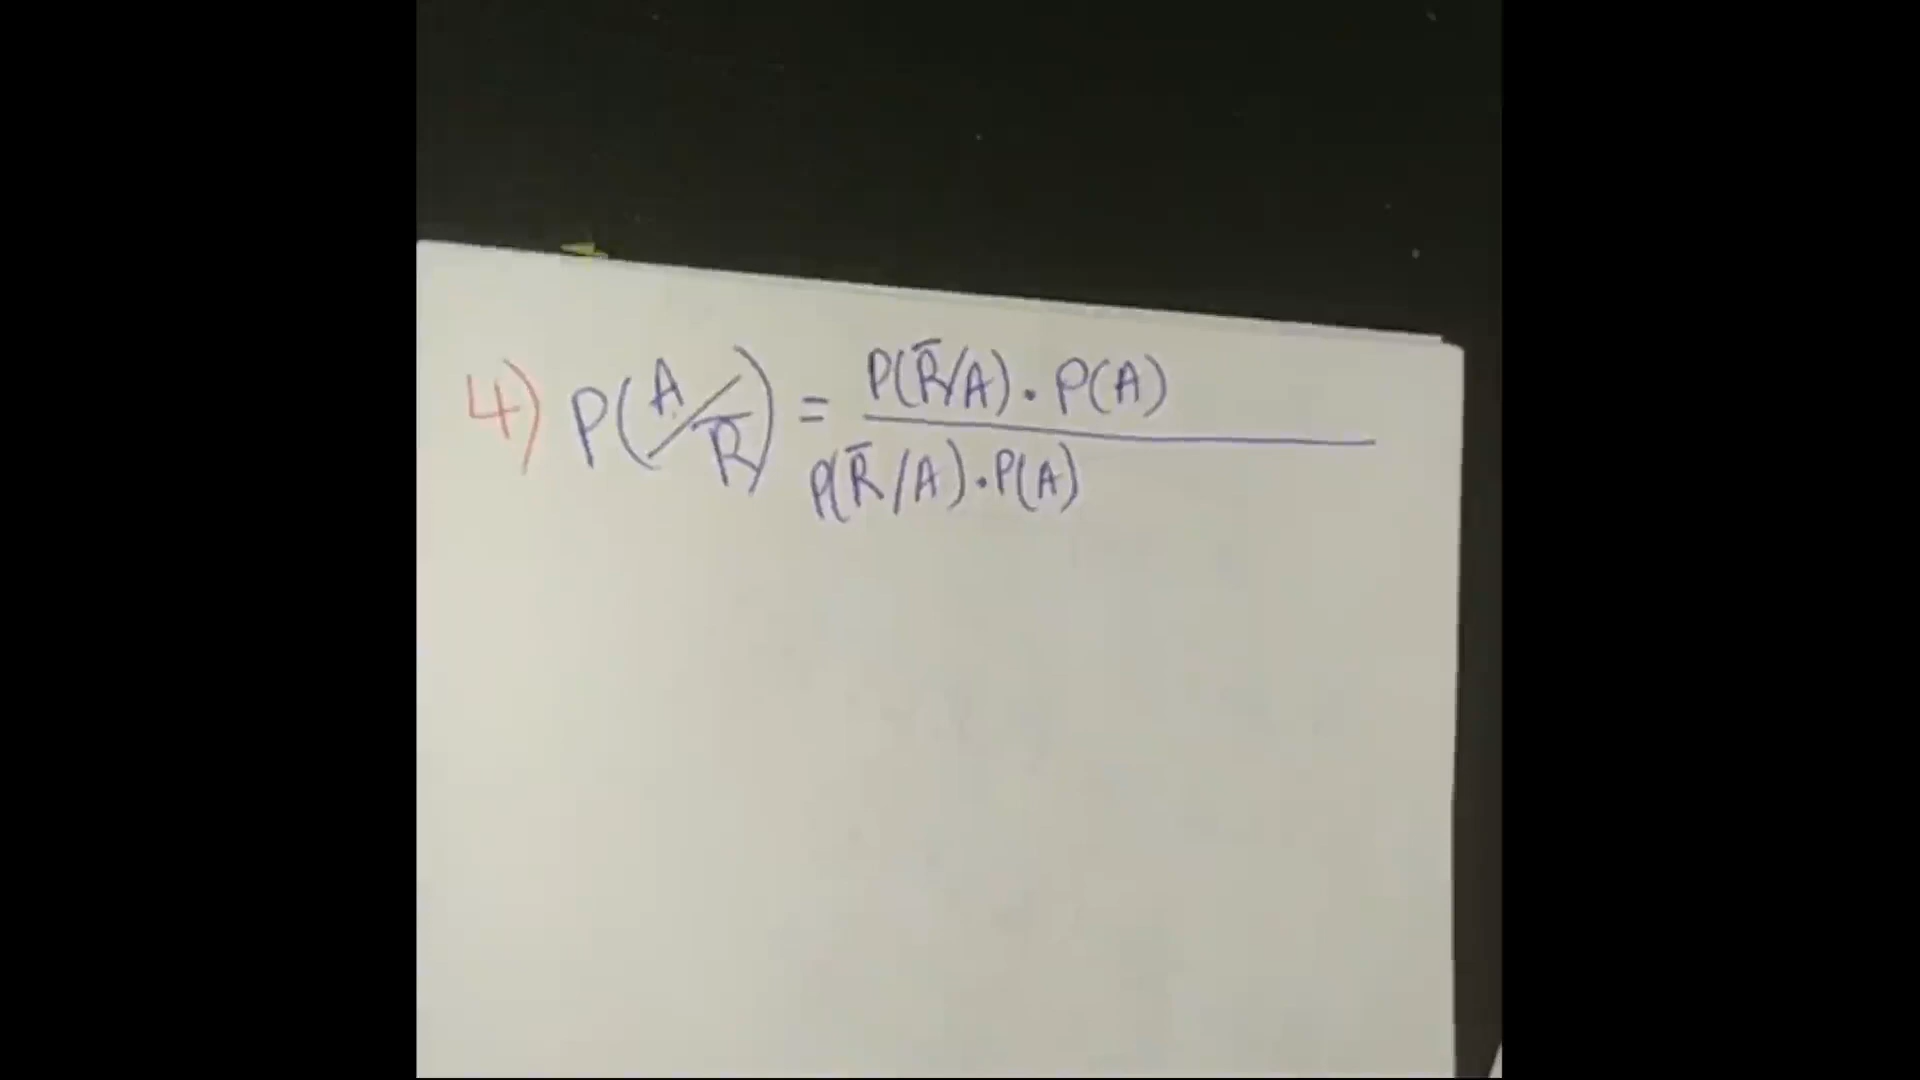 4) P(A/R̅) = P(R̅/A) . P(A)
P(R̅/A) . P(A)